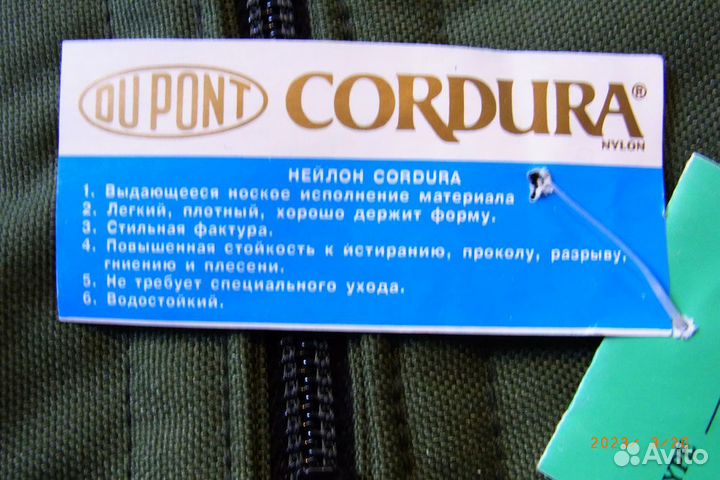 DU PONT CORDURA®
NYLON
НЕЙЛОН CORDURA
1. Выдающееся ноское исполнение материала
2. Легкий, плотный, хорошо держит форму.
3. Стильная фактура.
4. Повышенная стойкость к истиранию, проколу, разрыву,
гниению и плесени.
5. Не требует специального ухода.
6. Водостойкий.
Avito